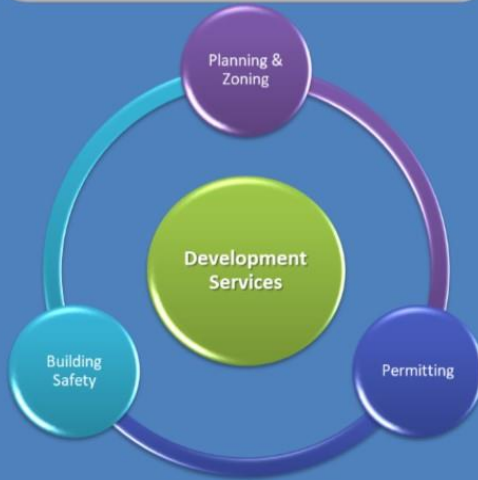 Planning &
Zoning
Development
Services
Building
Safety
Permitting